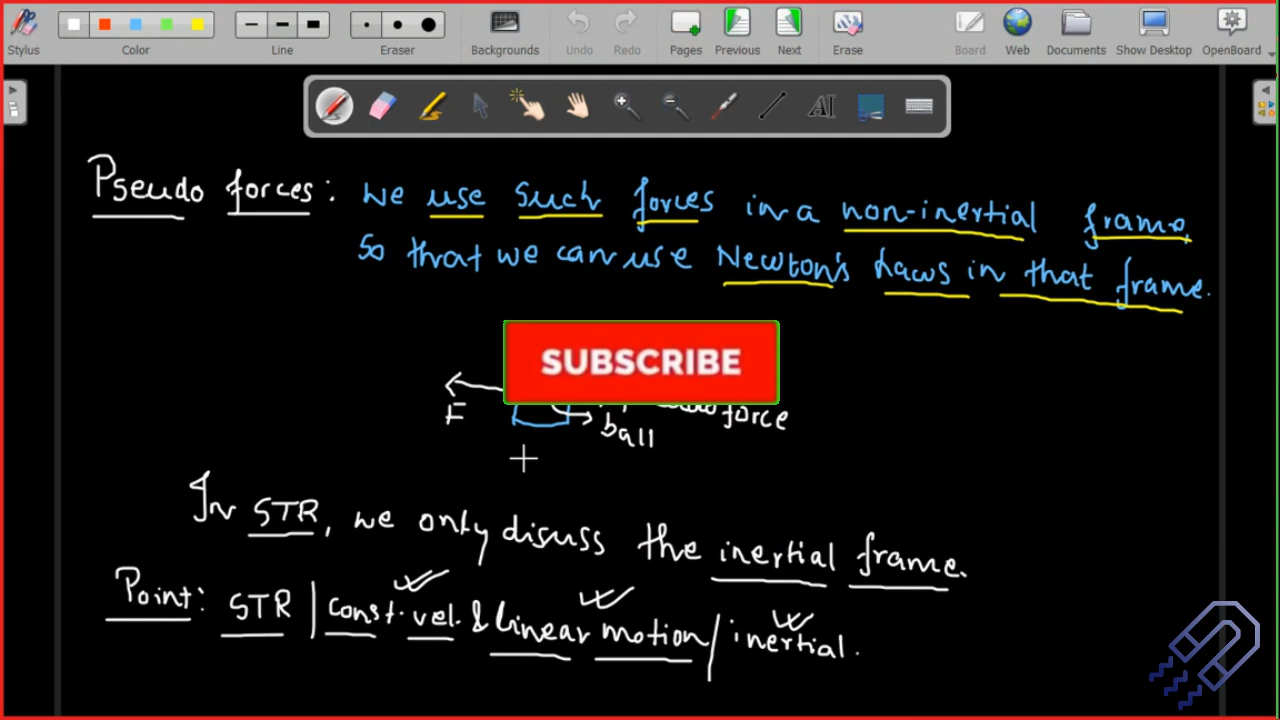 Stylus Color Line Eraser Backgrounds Undo Redo Pages Previous Next Erase Board Web Documents Show Desktop OpenBoard
AI
Pseudo forces: we use such forces in a non-inertial frame,
So that we can use Newton's Laws in that frame.
SUBSCRIBE
F force
ball
In STR, we only discuss the inertial frame.
Point: STR | const. vel. & linear motion / inertial.